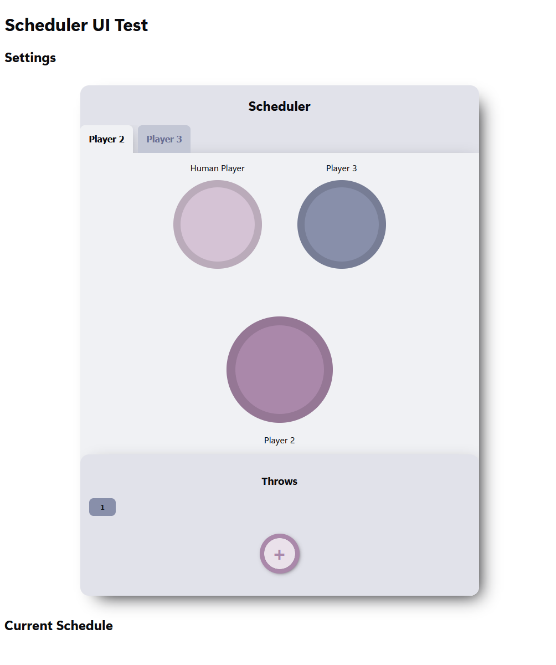 Scheduler UI Test
Settings
Scheduler
Player 2 Player 3
Human Player Player 3
Player 2
Throws
1
+
Current Schedule